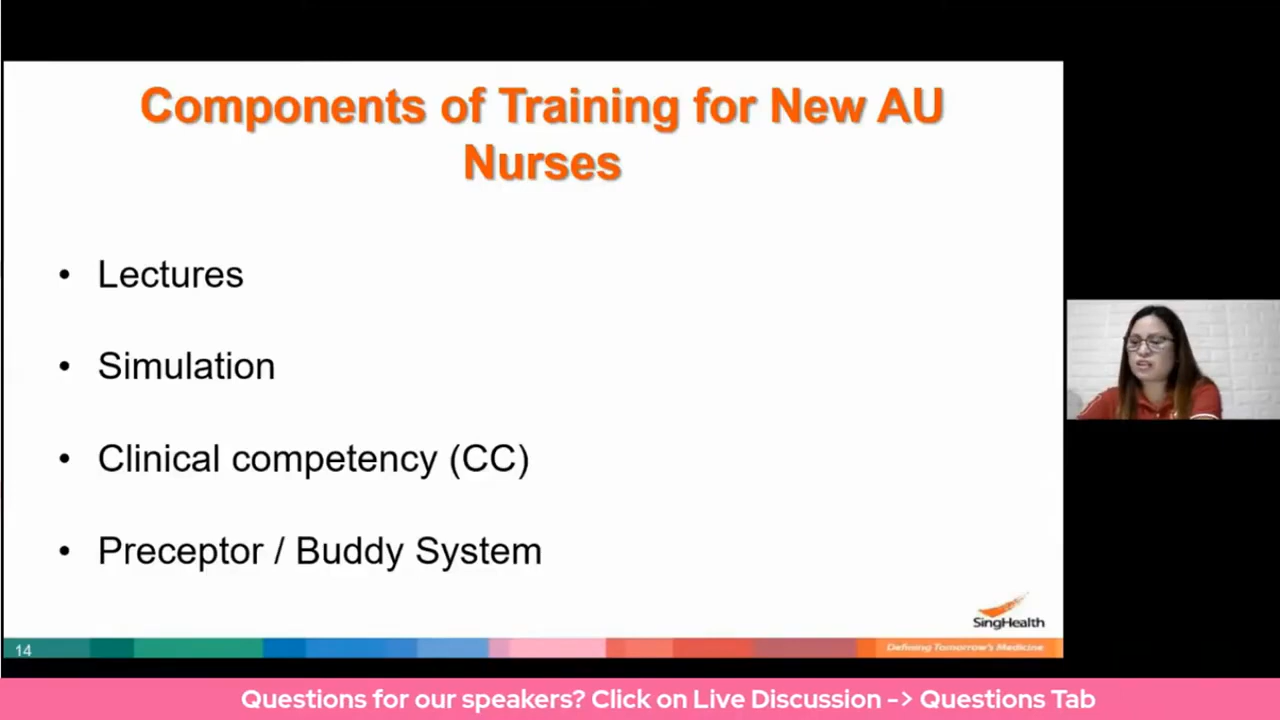 Components of Training for New AU
Nurses
• Lectures
• Simulation
• Clinical competency (CC)
• Preceptor / Buddy System
SingHealth
14
Defining Tomorrow's Medicine
Questions for our speakers? Click on Live Discussion -> Questions Tab